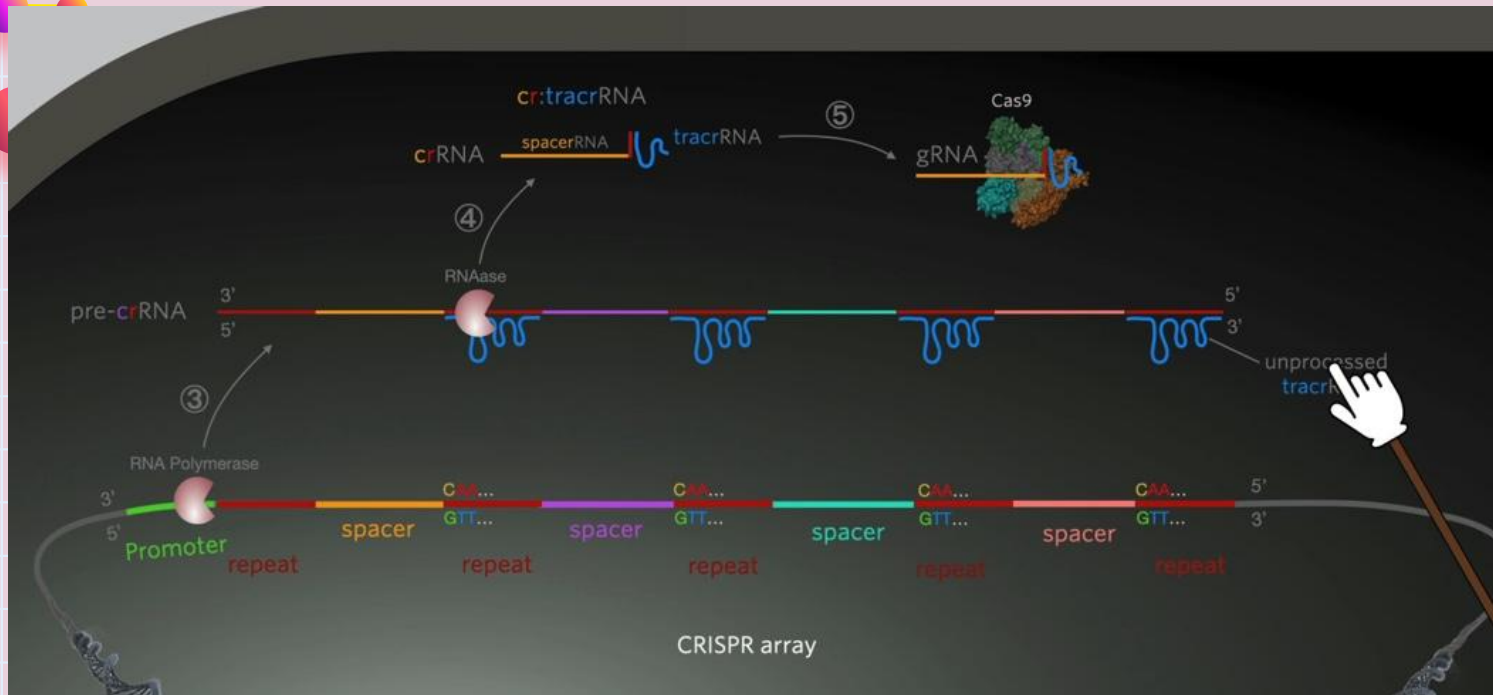 cr:tracrRNA
crRNA
spacerRNA
tracrRNA
⑤
Cas9
gRNA
④
RNAase
pre-crRNA
3'
5'
5'
3'
unprocassed
③
RNA Polymerase
3'
5'
Promoter
repeat
spacer
CAA...
GTT...
repeat
spacer
CAA...
GTT...
repeat
spacer
CAA...
GTT...
repeat
spacer
CAA...
GTT...
repeat
5'
3'
CRISPR array